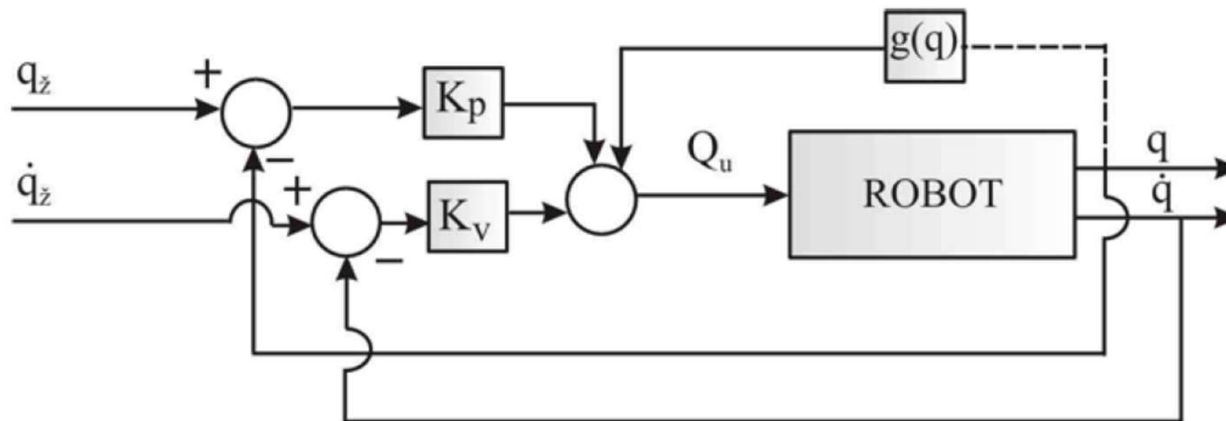 g(q)
q_ž
+
K_p
−
q̇_ž
+
K_v
−
Q_u
ROBOT
q
q̇